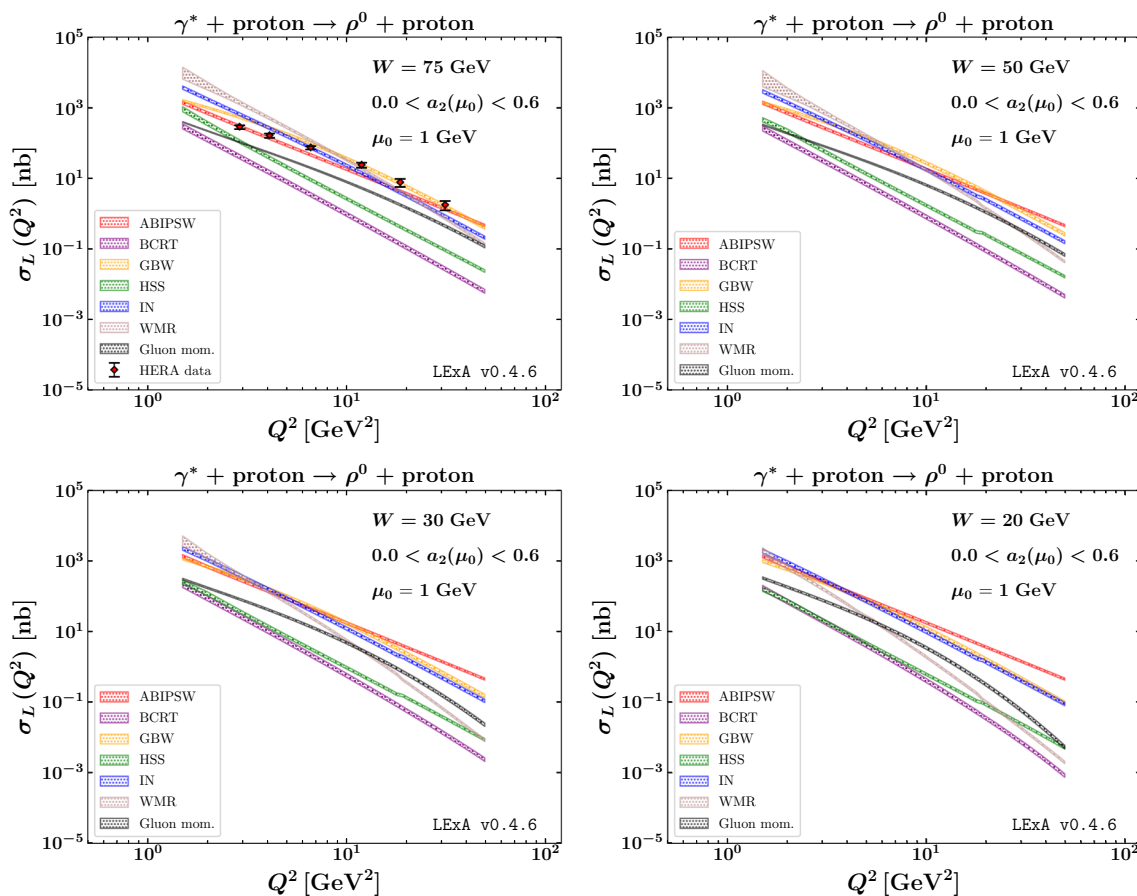 γ* + proton → ρ⁰ + proton
W = 75 GeV
0.0 < a₂(μ₀) < 0.6
μ₀ = 1 GeV
σ_L(Q²) [nb]
10⁵
10³
10¹
10⁻¹
10⁻³
10⁻⁵
ABIPSW
BCRT
GBW
HSS
IN
WMR
Gluon mom.
HERA data
LExA v0.4.6
10⁰ 10¹ 10²
Q² [GeV²]
γ* + proton → ρ⁰ + proton
W = 50 GeV
0.0 < a₂(μ₀) < 0.6
μ₀ = 1 GeV
σ_L(Q²) [nb]
10⁵
10³
10¹
10⁻¹
10⁻³
10⁻⁵
ABIPSW
BCRT
GBW
HSS
IN
WMR
Gluon mom.
LExA v0.4.6
10⁰ 10¹ 10²
Q² [GeV²]
γ* + proton → ρ⁰ + proton
W = 30 GeV
0.0 < a₂(μ₀) < 0.6
μ₀ = 1 GeV
σ_L(Q²) [nb]
10⁵
10³
10¹
10⁻¹
10⁻³
10⁻⁵
ABIPSW
BCRT
GBW
HSS
IN
WMR
Gluon mom.
LExA v0.4.6
10⁰ 10¹ 10²
Q² [GeV²]
γ* + proton → ρ⁰ + proton
W = 20 GeV
0.0 < a₂(μ₀) < 0.6
μ₀ = 1 GeV
σ_L(Q²) [nb]
10⁵
10³
10¹
10⁻¹
10⁻³
10⁻⁵
ABIPSW
BCRT
GBW
HSS
IN
WMR
Gluon mom.
LExA v0.4.6
10⁰ 10¹ 10²
Q² [GeV²]